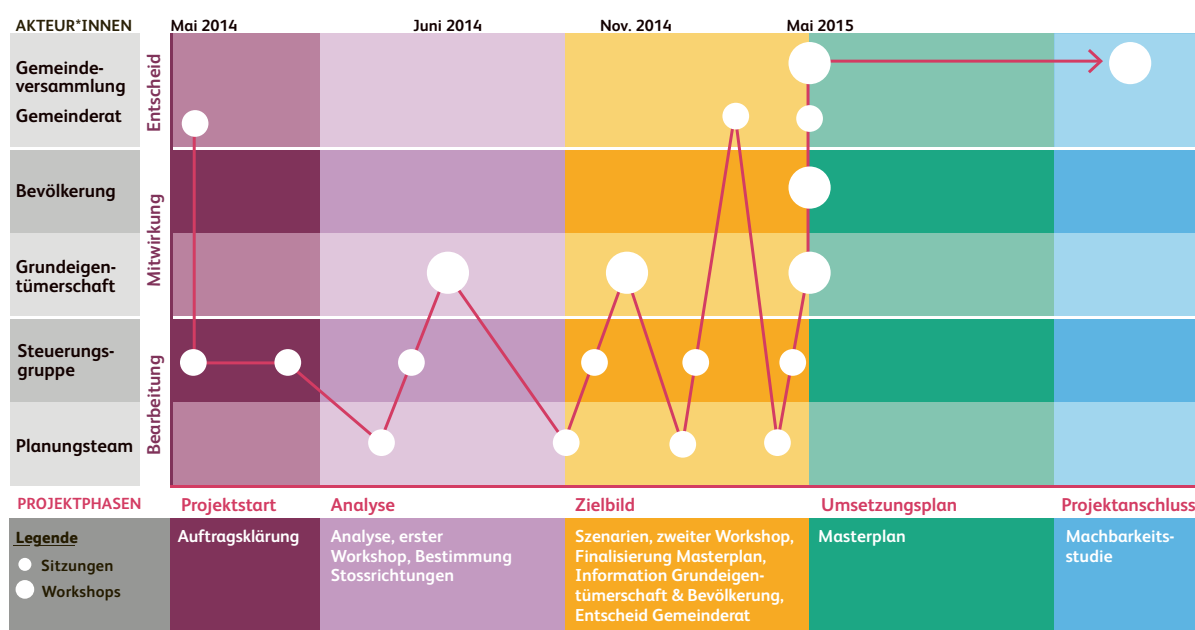 AKTEUR*INNEN
Mai 2014
Juni 2014
Nov. 2014
Mai 2015
Gemeinde-
versammlung
Gemeinderat
Entscheid
Bevölkerung
Grundeigen-
tümerschaft
Mitwirkung
Steuerungs-
gruppe
Planungsteam
Bearbeitung
PROJEKTPHASEN
Projektstart
Analyse
Zielbild
Umsetzungsplan
Projektanschluss
Legende
Sitzungen
Workshops
Auftragsklärung
Analyse, erster
Workshop, Bestimmung
Stossrichtungen
Szenarien, zweiter Workshop,
Finalisierung Masterplan,
Information Grundeigen-
tümerschaft & Bevölkerung,
Entscheid Gemeinderat
Masterplan
Machbarkeits-
studie